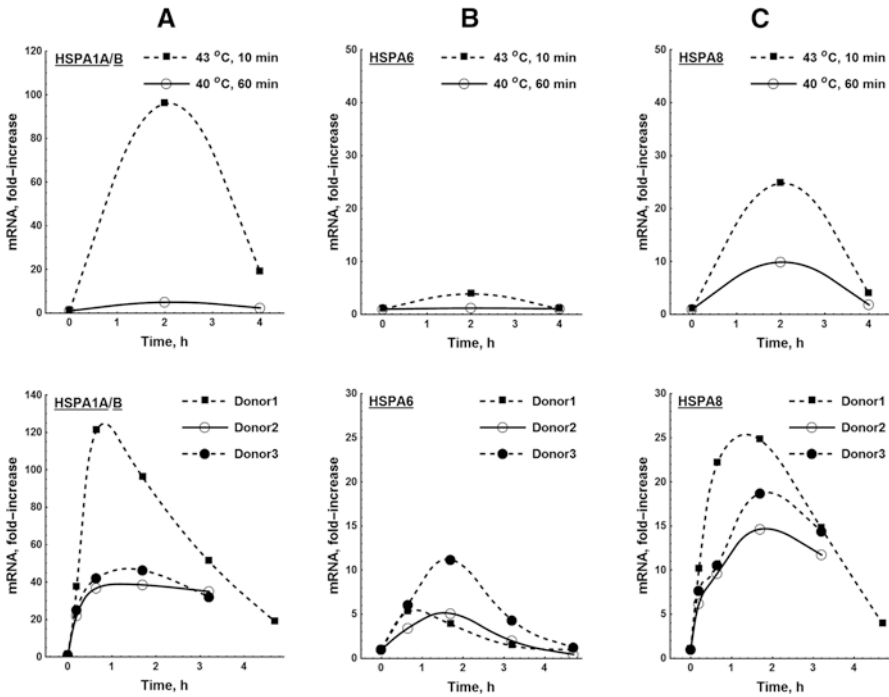 A B C
HSPA1A/B
43 °C, 10 min
40 °C, 60 min
mRNA, fold−increase
120
100
80
60
40
20
0
0 1 2 3 4
Time, h
HSPA6
43 °C, 10 min
40 °C, 60 min
mRNA, fold−increase
50
40
30
20
10
0
0 1 2 3 4
Time, h
HSPA8
43 °C, 10 min
40 °C, 60 min
mRNA, fold−increase
50
40
30
20
10
0
0 1 2 3 4
Time, h
HSPA1A/B
Donor1
Donor2
Donor3
mRNA, fold−increase
140
120
100
80
60
40
20
0
0 1 2 3 4
Time, h
HSPA6
Donor1
Donor2
Donor3
mRNA, fold−increase
30
25
20
15
10
5
0
0 1 2 3 4
Time, h
HSPA8
Donor1
Donor2
Donor3
mRNA, fold−increase
30
25
20
15
10
5
0
0 1 2 3 4
Time, h